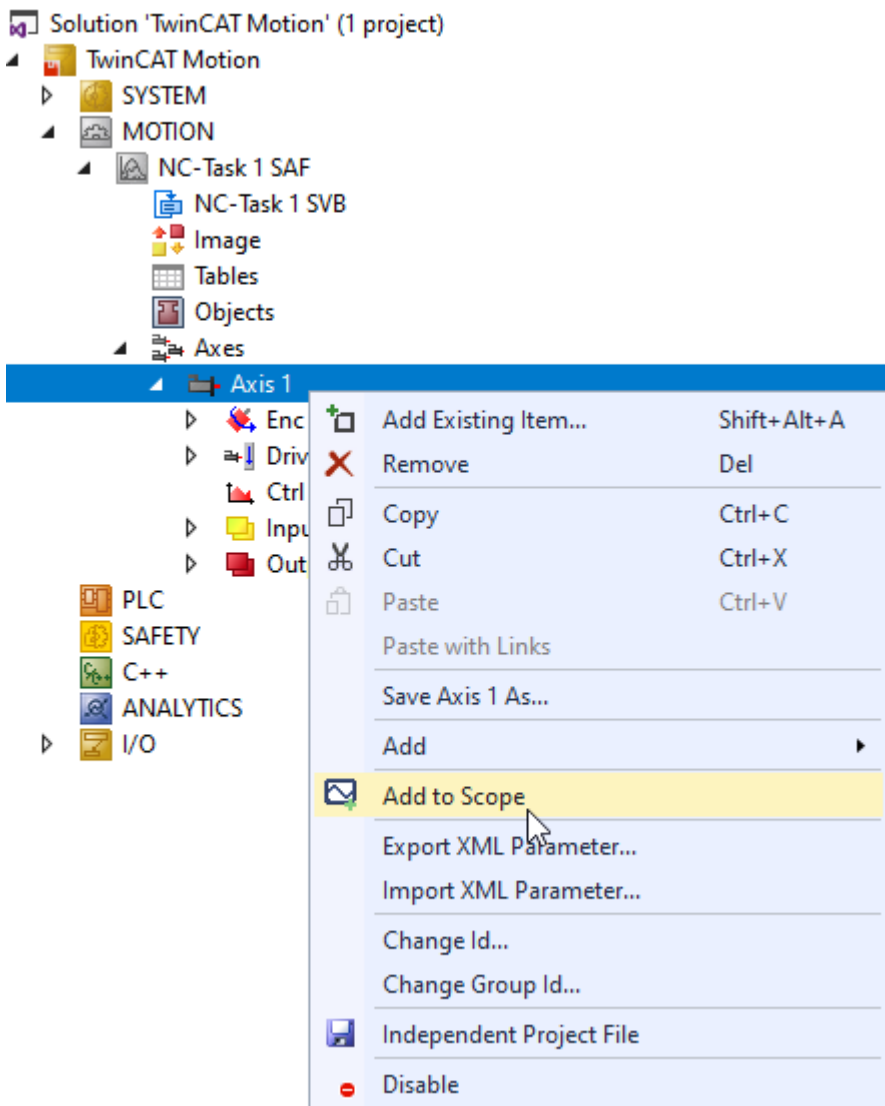 Solution 'TwinCAT Motion' (1 project)
TwinCAT Motion
SYSTEM
MOTION
NC-Task 1 SAF
NC-Task 1 SVB
Image
Tables
Objects
Axes
Axis 1
Enc
Driv
Ctrl
Inpu
Out
PLC
SAFETY
C++
ANALYTICS
I/O
Add Existing Item... Shift+Alt+A
Remove Del
Copy Ctrl+C
Cut Ctrl+X
Paste Ctrl+V
Paste with Links
Save Axis 1 As...
Add
Add to Scope
Export XML Parameter...
Import XML Parameter...
Change Id...
Change Group Id...
Independent Project File
Disable